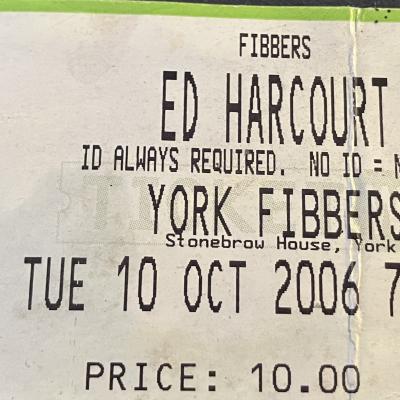 FIBBERS
ED HARCOURT
ID ALWAYS REQUIRED. NO ID = N
YORK FIBBERS
Stonebrow House, York
TUE 10 OCT 2006 7
PRICE: 10.00